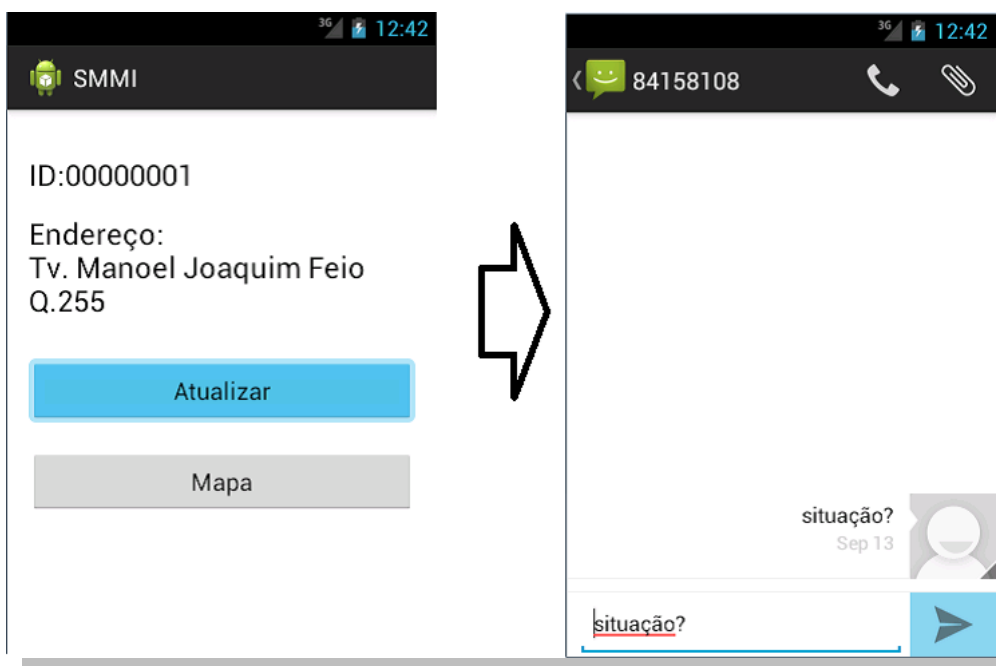 3G 12:42
SMMI
ID:00000001
Endereço:
Tv. Manoel Joaquim Feio
Q.255
Atualizar
Mapa
3G 12:42
84158108
situação?
Sep 13
situação?